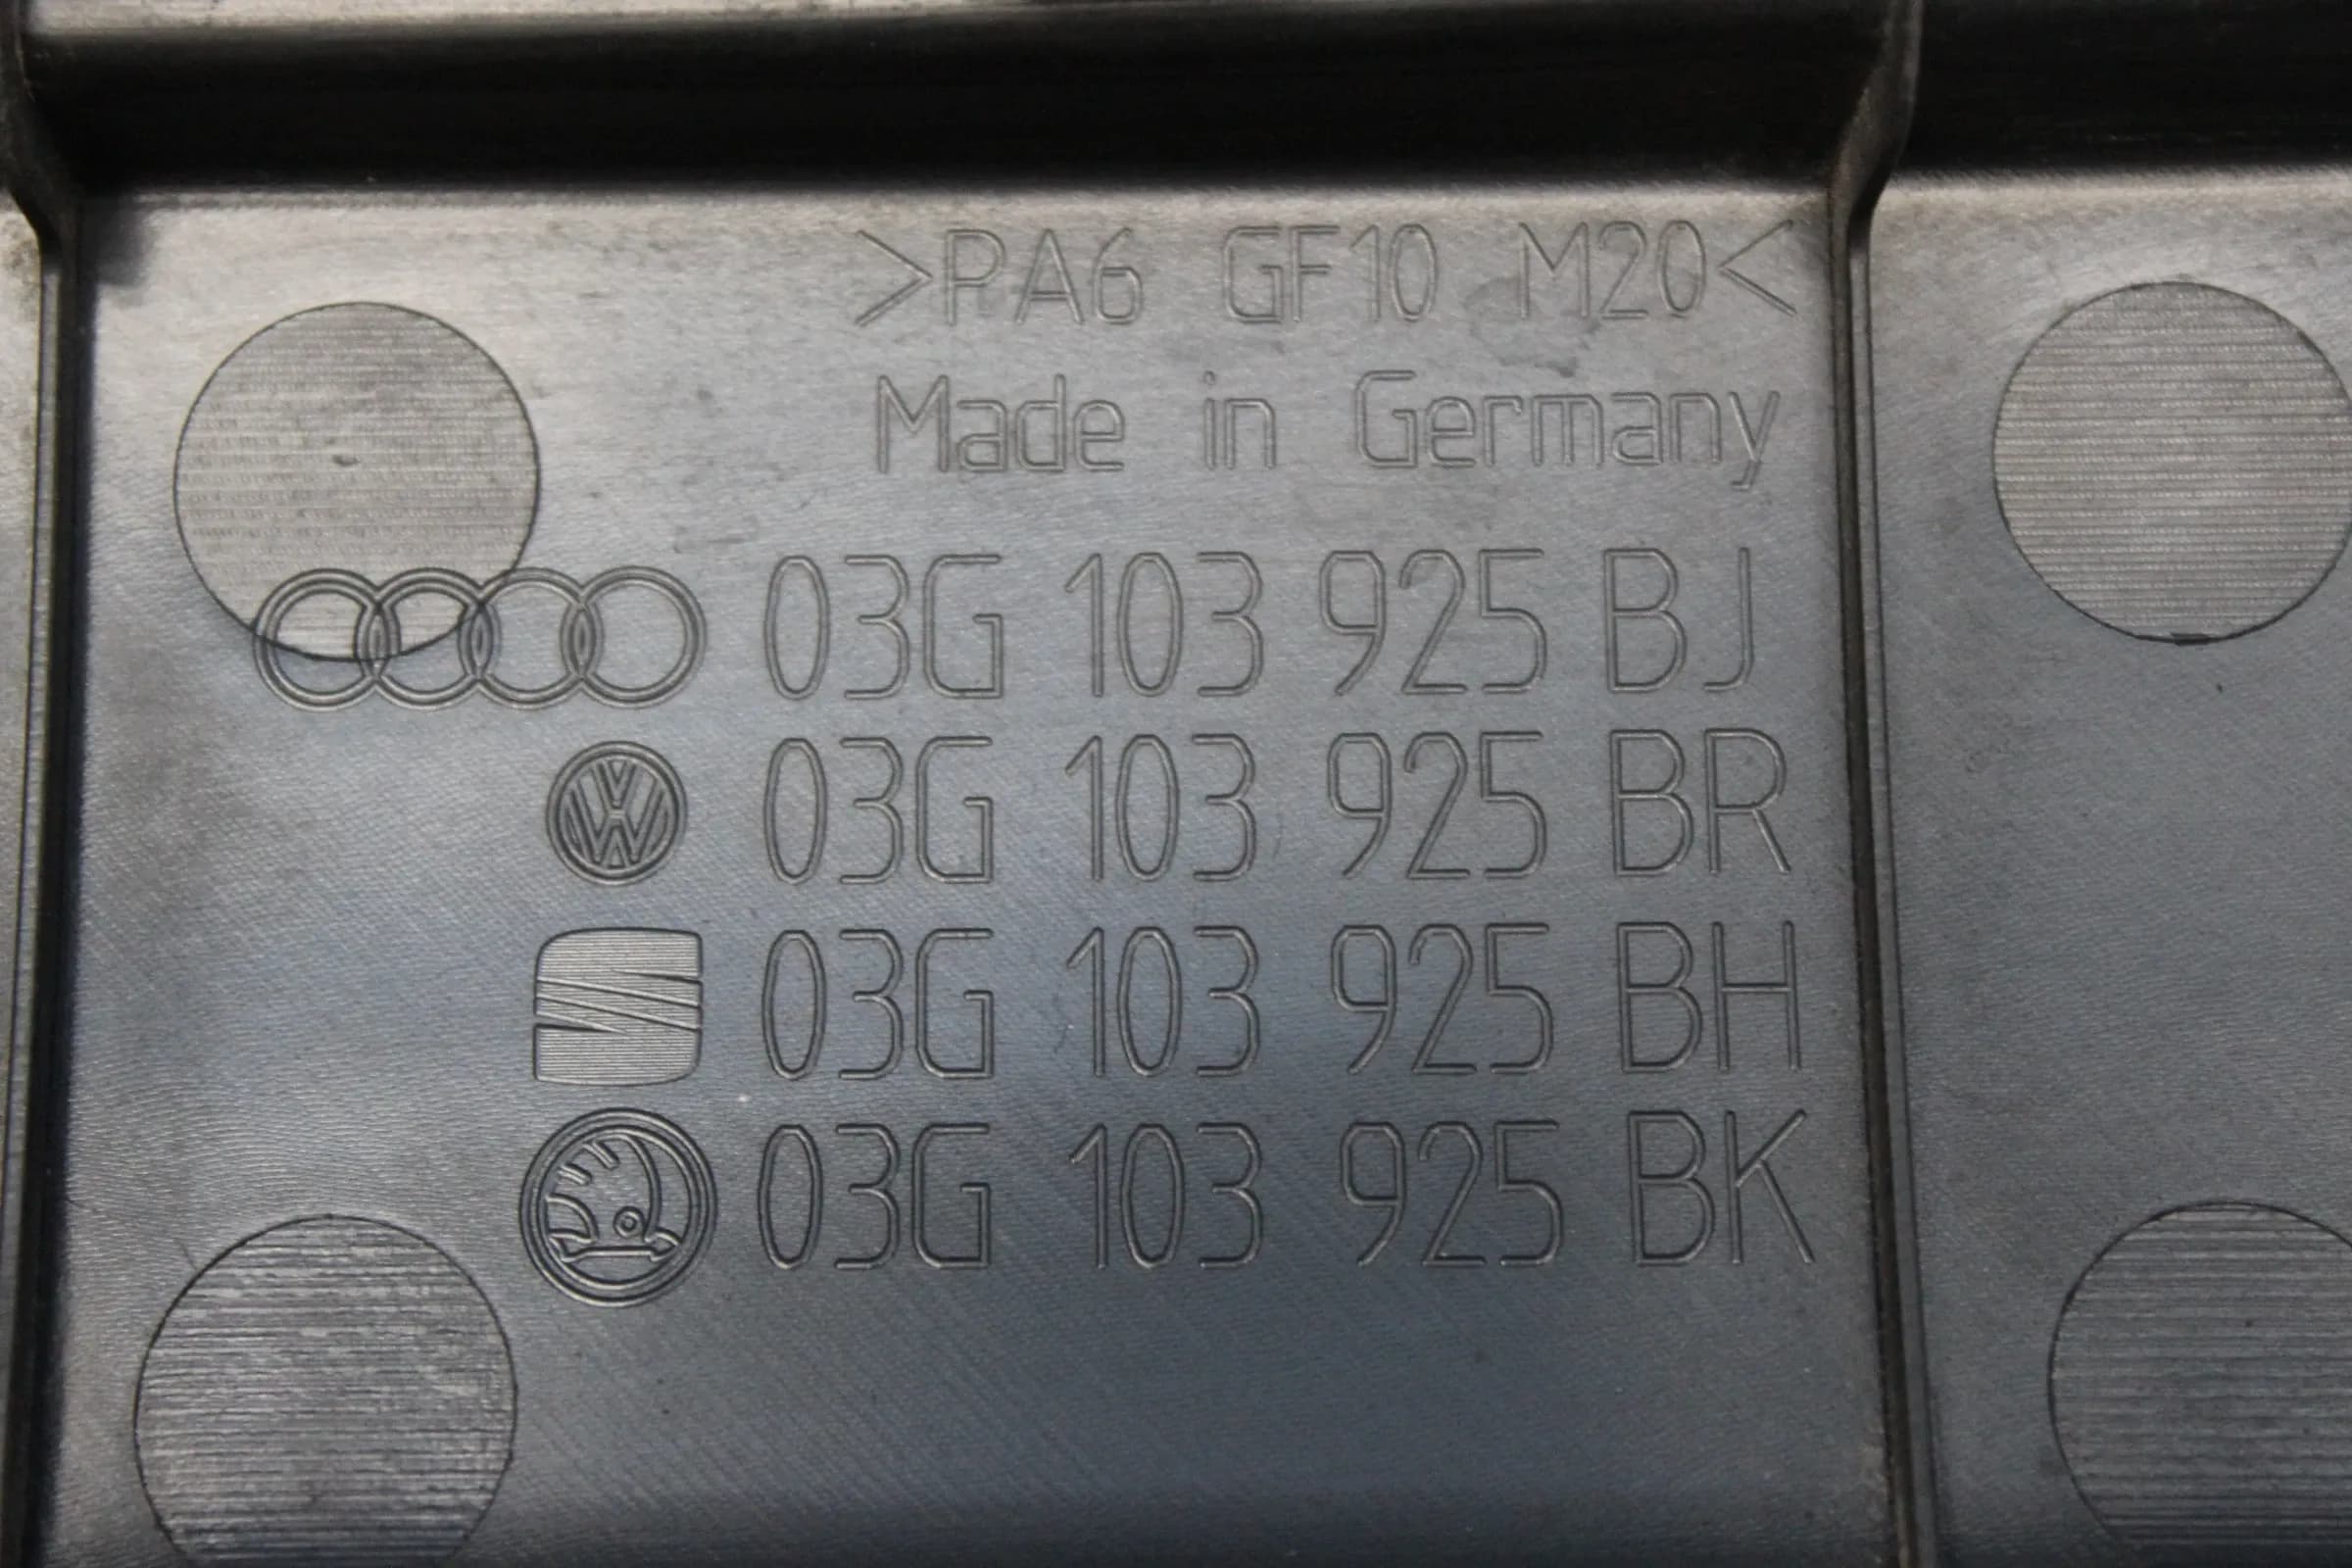 >PA6 GF10 M20<
Made in Germany
03G 103 925 BJ
03G 103 925 BR
03G 103 925 BH
03G 103 925 BK